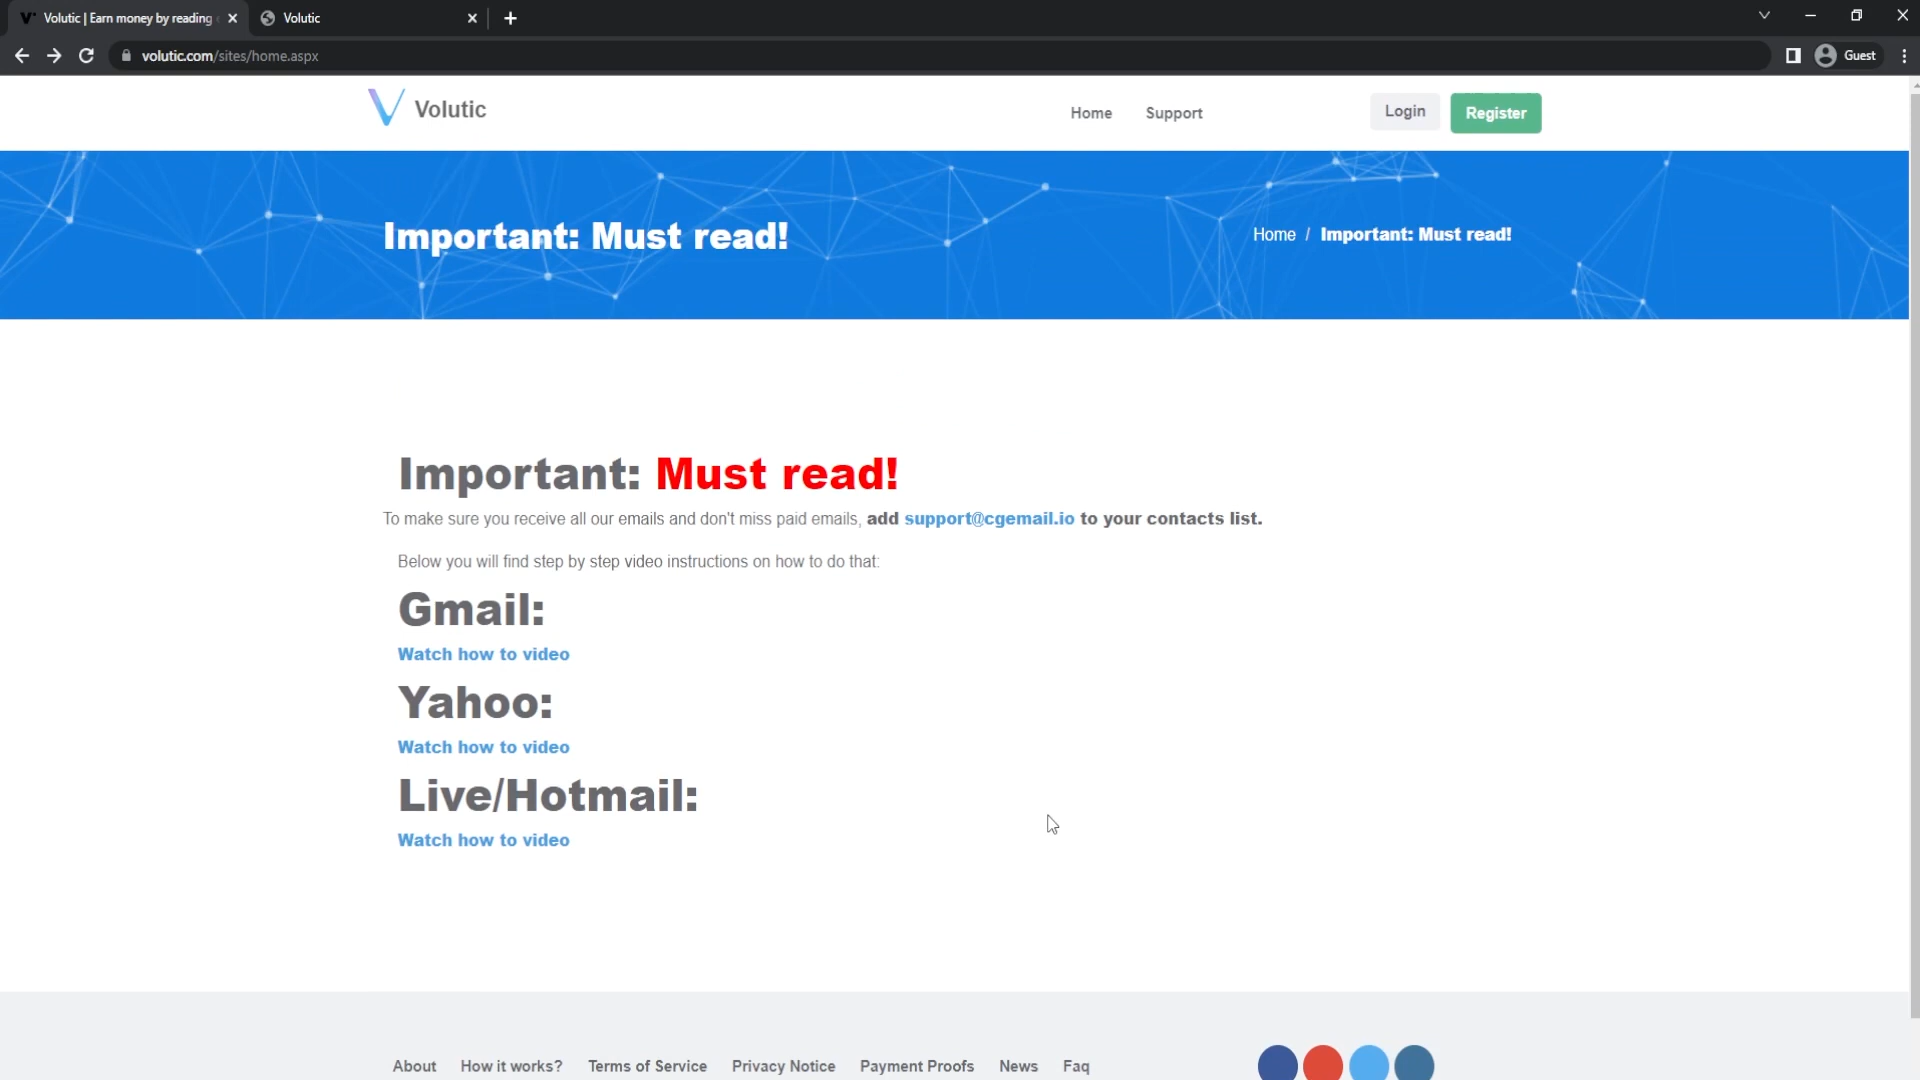 Volutic | Earn money by reading
Volutic
volutic.com/sites/home.aspx
Guest
Volutic
Home
Support
Login
Register
Important: Must read!
Home / Important: Must read!
Important: Must read!
To make sure you receive all our emails and don't miss paid emails, add support@cgemail.io to your contacts list.
Below you will find step by step video instructions on how to do that:
Gmail:
Watch how to video
Yahoo:
Watch how to video
Live/Hotmail:
Watch how to video
About
How it works?
Terms of Service
Privacy Notice
Payment Proofs
News
Faq